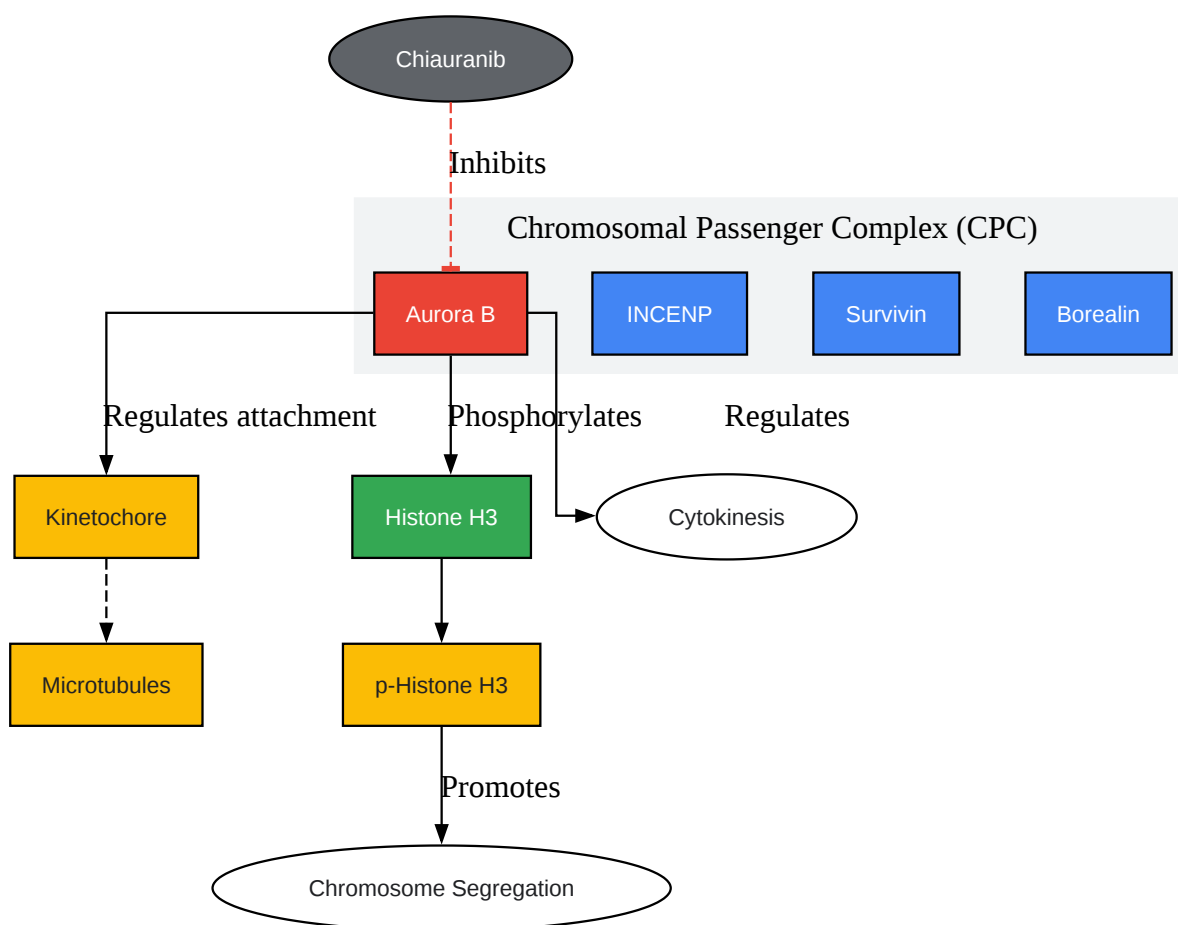 Chiauranib
Inhibits
Chromosomal Passenger Complex (CPC)
Aurora B
INCENP
Survivin
Borealin
Regulates attachment
Phosphorylates
Regulates
Kinetochore
Histone H3
Cytokinesis
Microtubules
p-Histone H3
Promotes
Chromosome Segregation